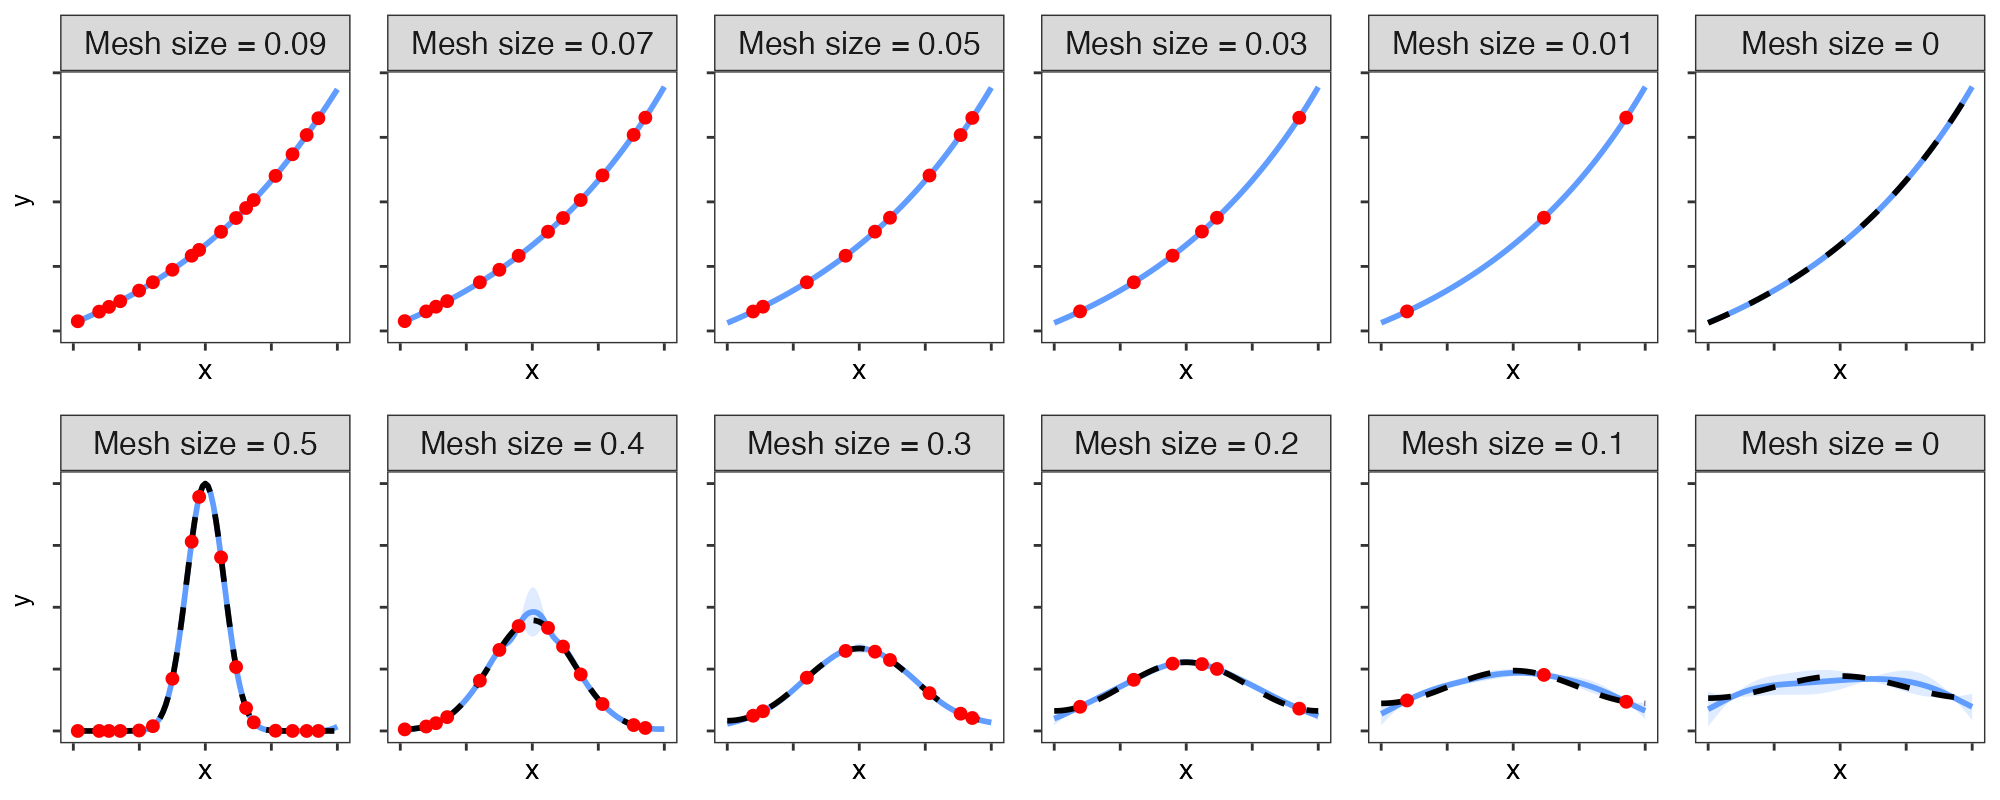 Mesh size = 0.09 Mesh size = 0.07 Mesh size = 0.05 Mesh size = 0.03 Mesh size = 0.01 Mesh size = 0
y
x x x x x x
Mesh size = 0.5 Mesh size = 0.4 Mesh size = 0.3 Mesh size = 0.2 Mesh size = 0.1 Mesh size = 0
y
x x x x x x